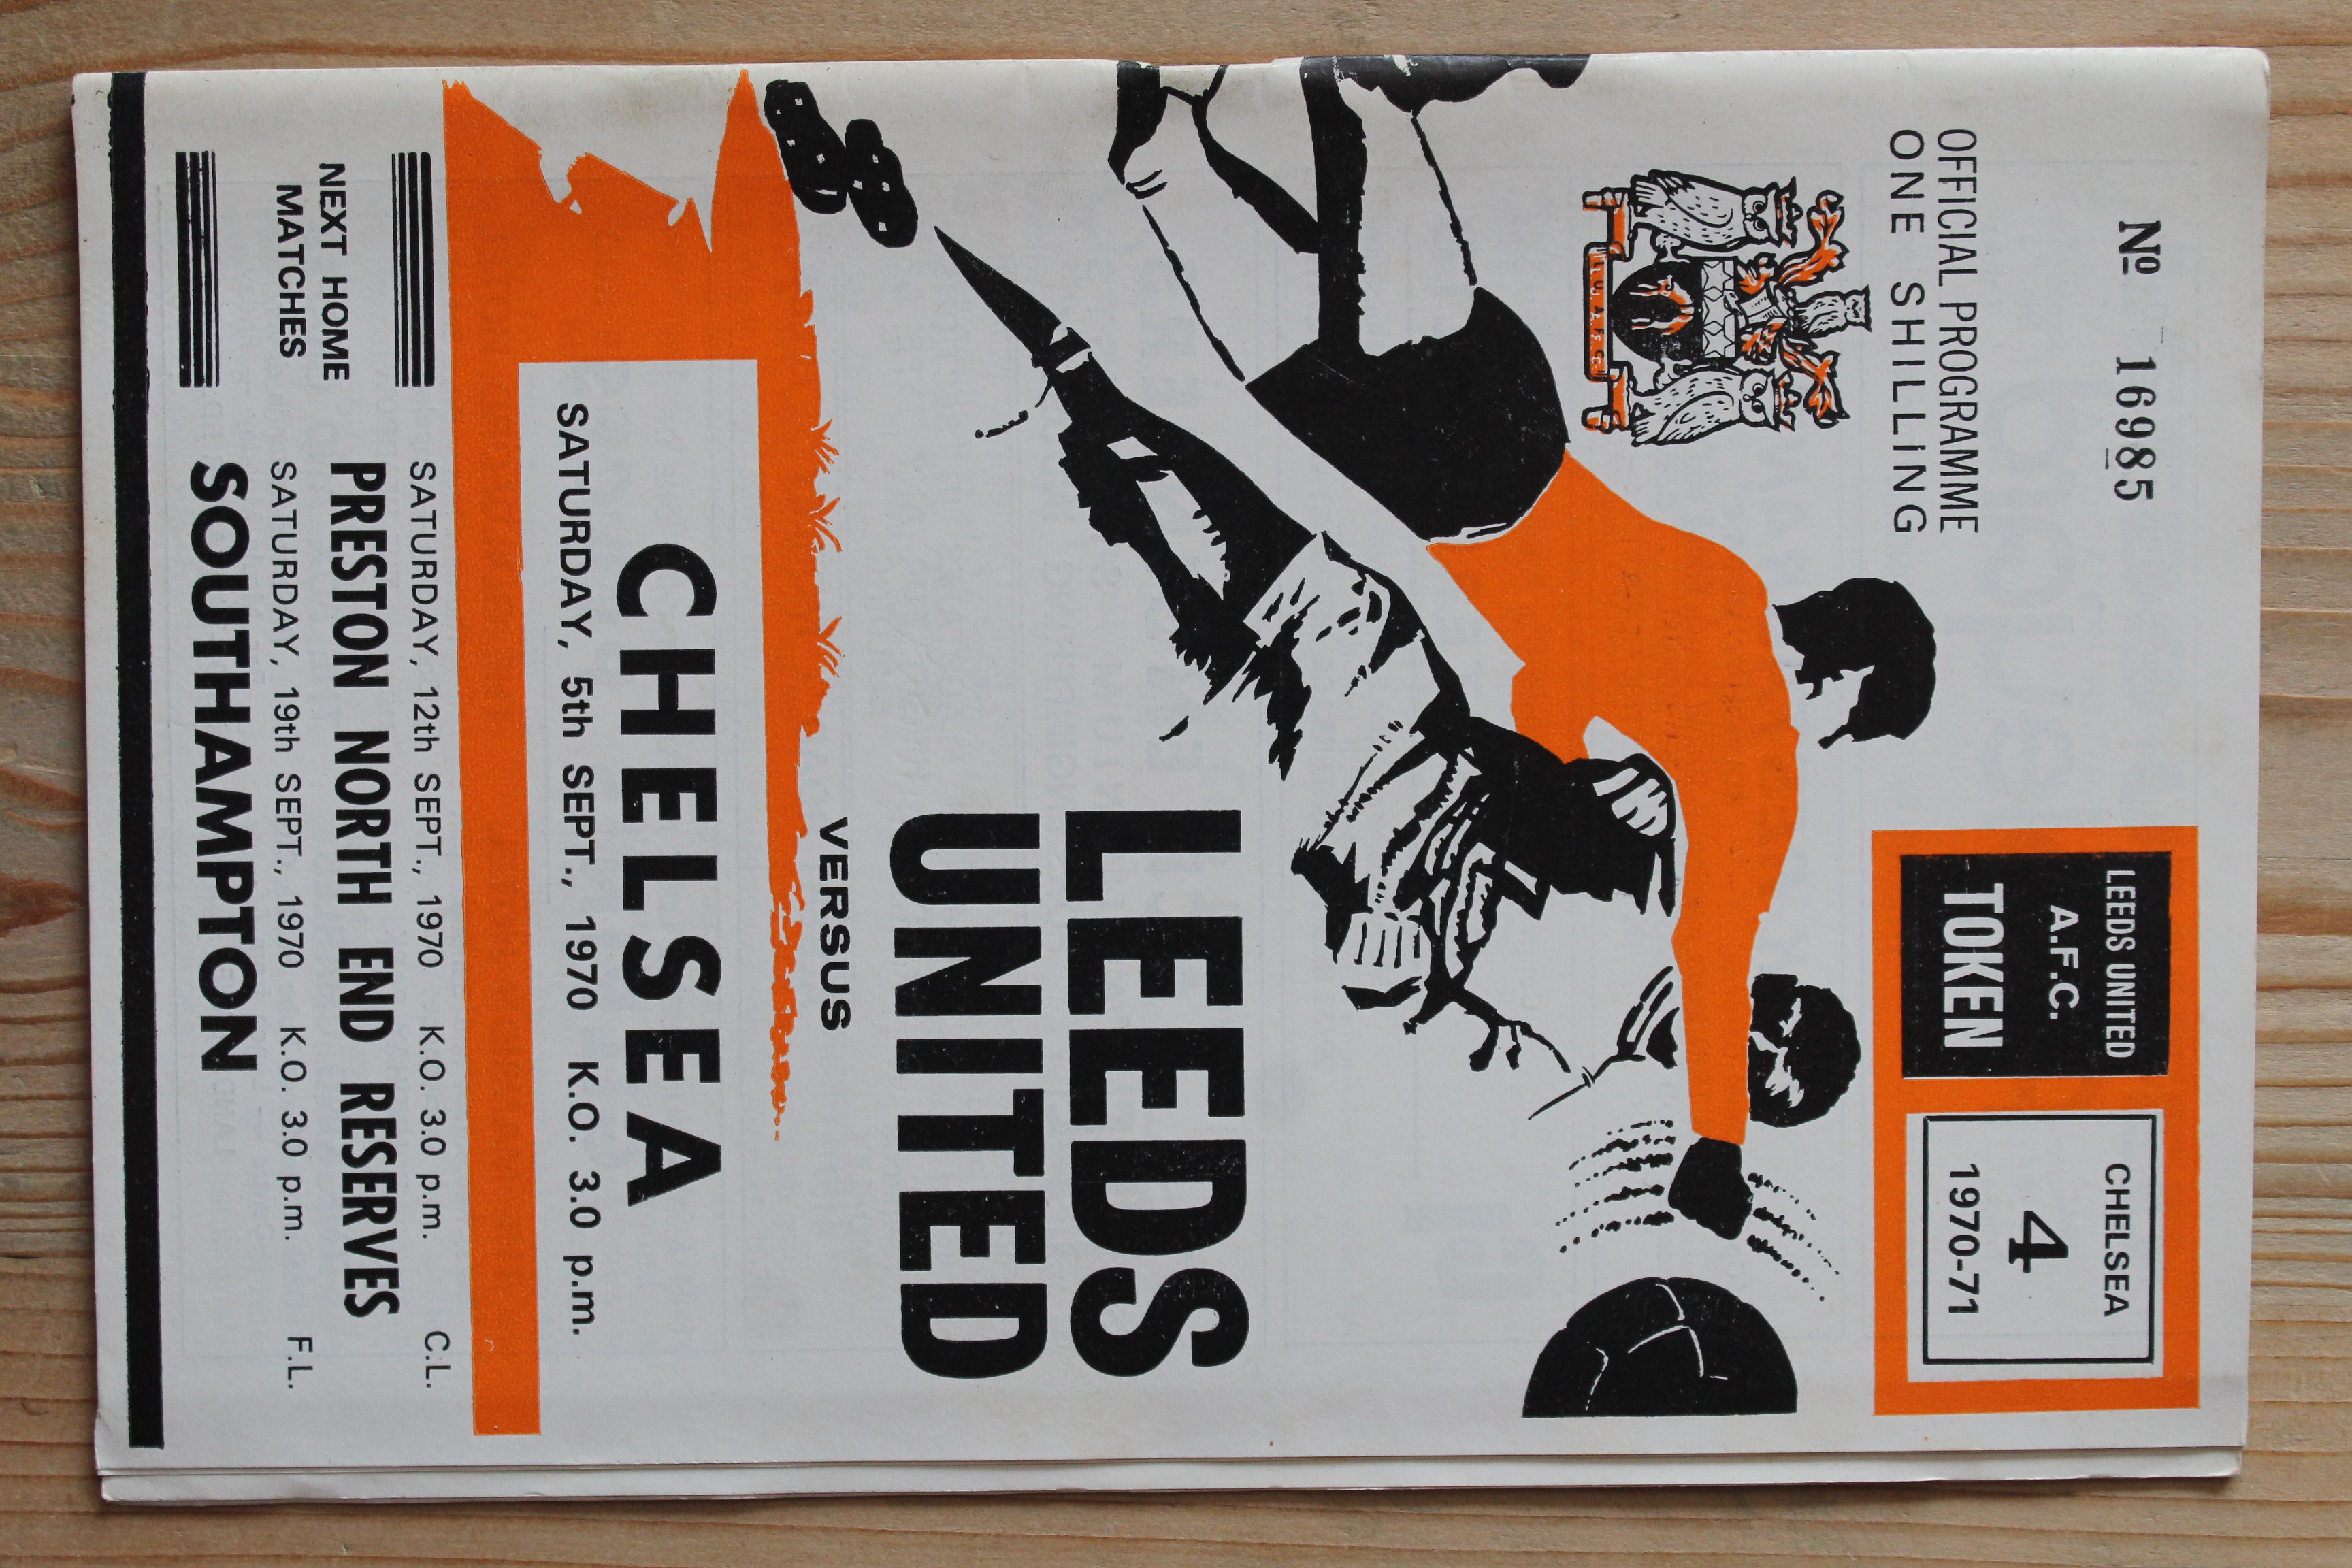 Nº 16985
OFFICIAL PROGRAMME
ONE SHILLING
L.U.A.F.C.
LEEDS UNITED
A.F.C.
TOKEN
CHELSEA
4
1970-71
LEEDS
UNITED
VERSUS
CHELSEA
SATURDAY, 5th SEPT., 1970 K.O. 3.0 p.m.
NEXT HOME
MATCHES
SATURDAY, 12th SEPT., 1970 K.O. 3.0 p.m. C.L.
PRESTON NORTH END RESERVES
SATURDAY, 19th SEPT., 1970 K.O. 3.0 p.m. F.L.
SOUTHAMPTON